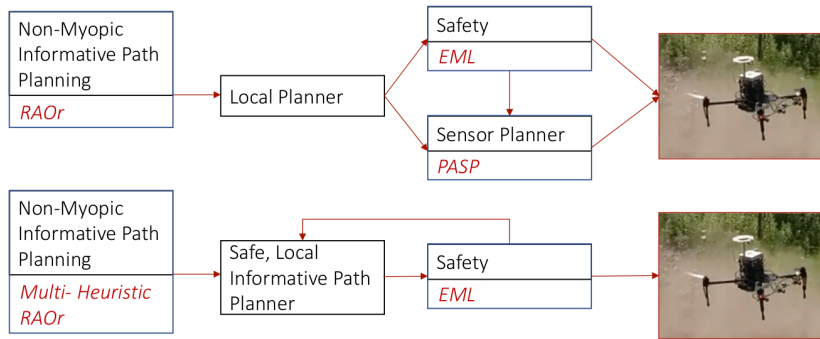 Non-Myopic
Informative Path
Planning
RAOr
Local Planner
Safety
EML
Sensor Planner
PASP
Non-Myopic
Informative Path
Planning
Multi- Heuristic
RAOr
Safe, Local
Informative Path
Planner
Safety
EML